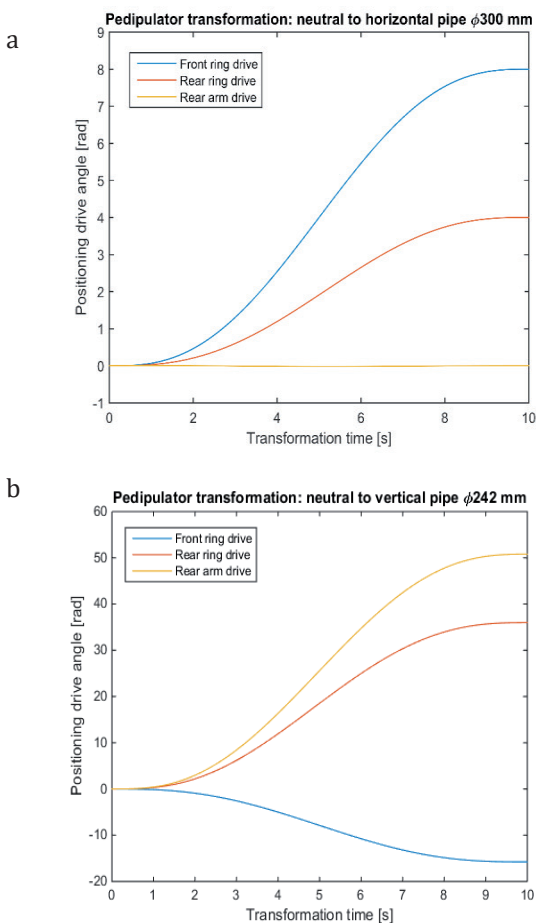 a
Pedipulator transformation: neutral to horizontal pipe ϕ300 mm
Front ring drive
Rear ring drive
Rear arm drive
Positioning drive angle [rad]
9
8
7
6
5
4
3
2
1
0
-1
0 2 4 6 8 10
Transformation time [s]
b
Pedipulator transformation: neutral to vertical pipe ϕ242 mm
Front ring drive
Rear ring drive
Rear arm drive
Positioning drive angle [rad]
60
50
40
30
20
10
0
-10
-20
0 1 2 3 4 5 6 7 8 9 10
Transformation time [s]